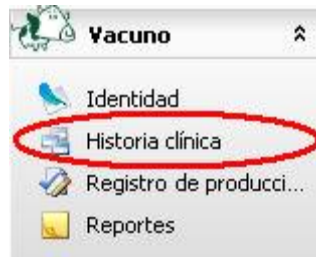 Vacuno
Identidad
Historia clínica
Registro de producci...
Reportes